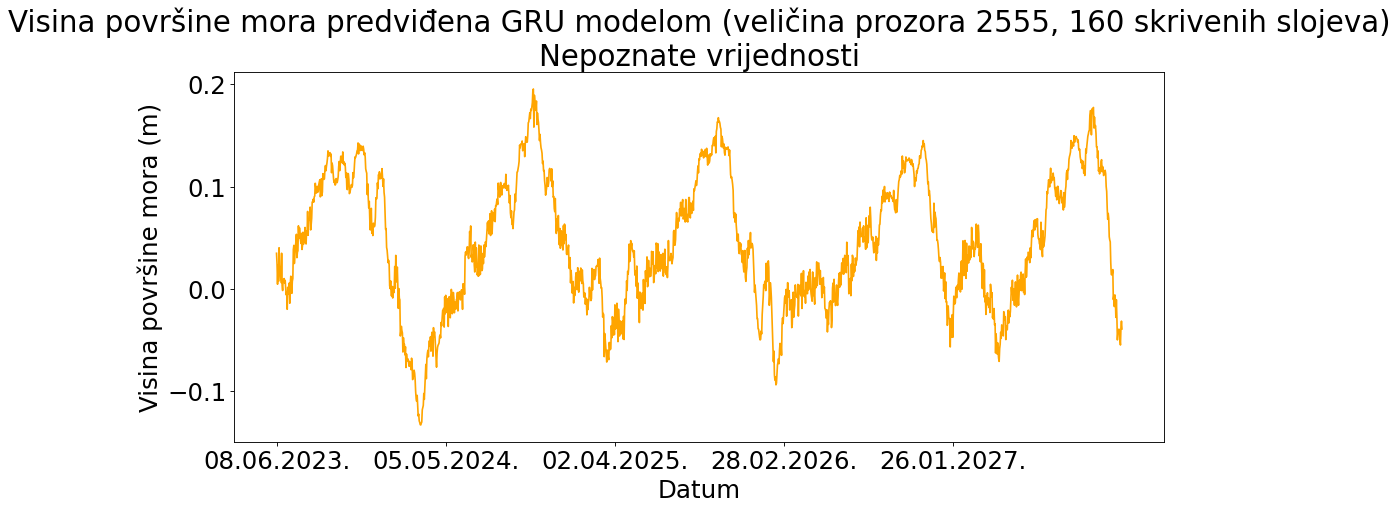 Visina površine mora predviđena GRU modelom (veličina prozora 2555, 160 skrivenih slojeva)
Nepoznate vrijednosti
Visina površine mora (m)
0.2
0.1
0.0
−0.1
08.06.2023. 05.05.2024. 02.04.2025. 28.02.2026. 26.01.2027.
Datum